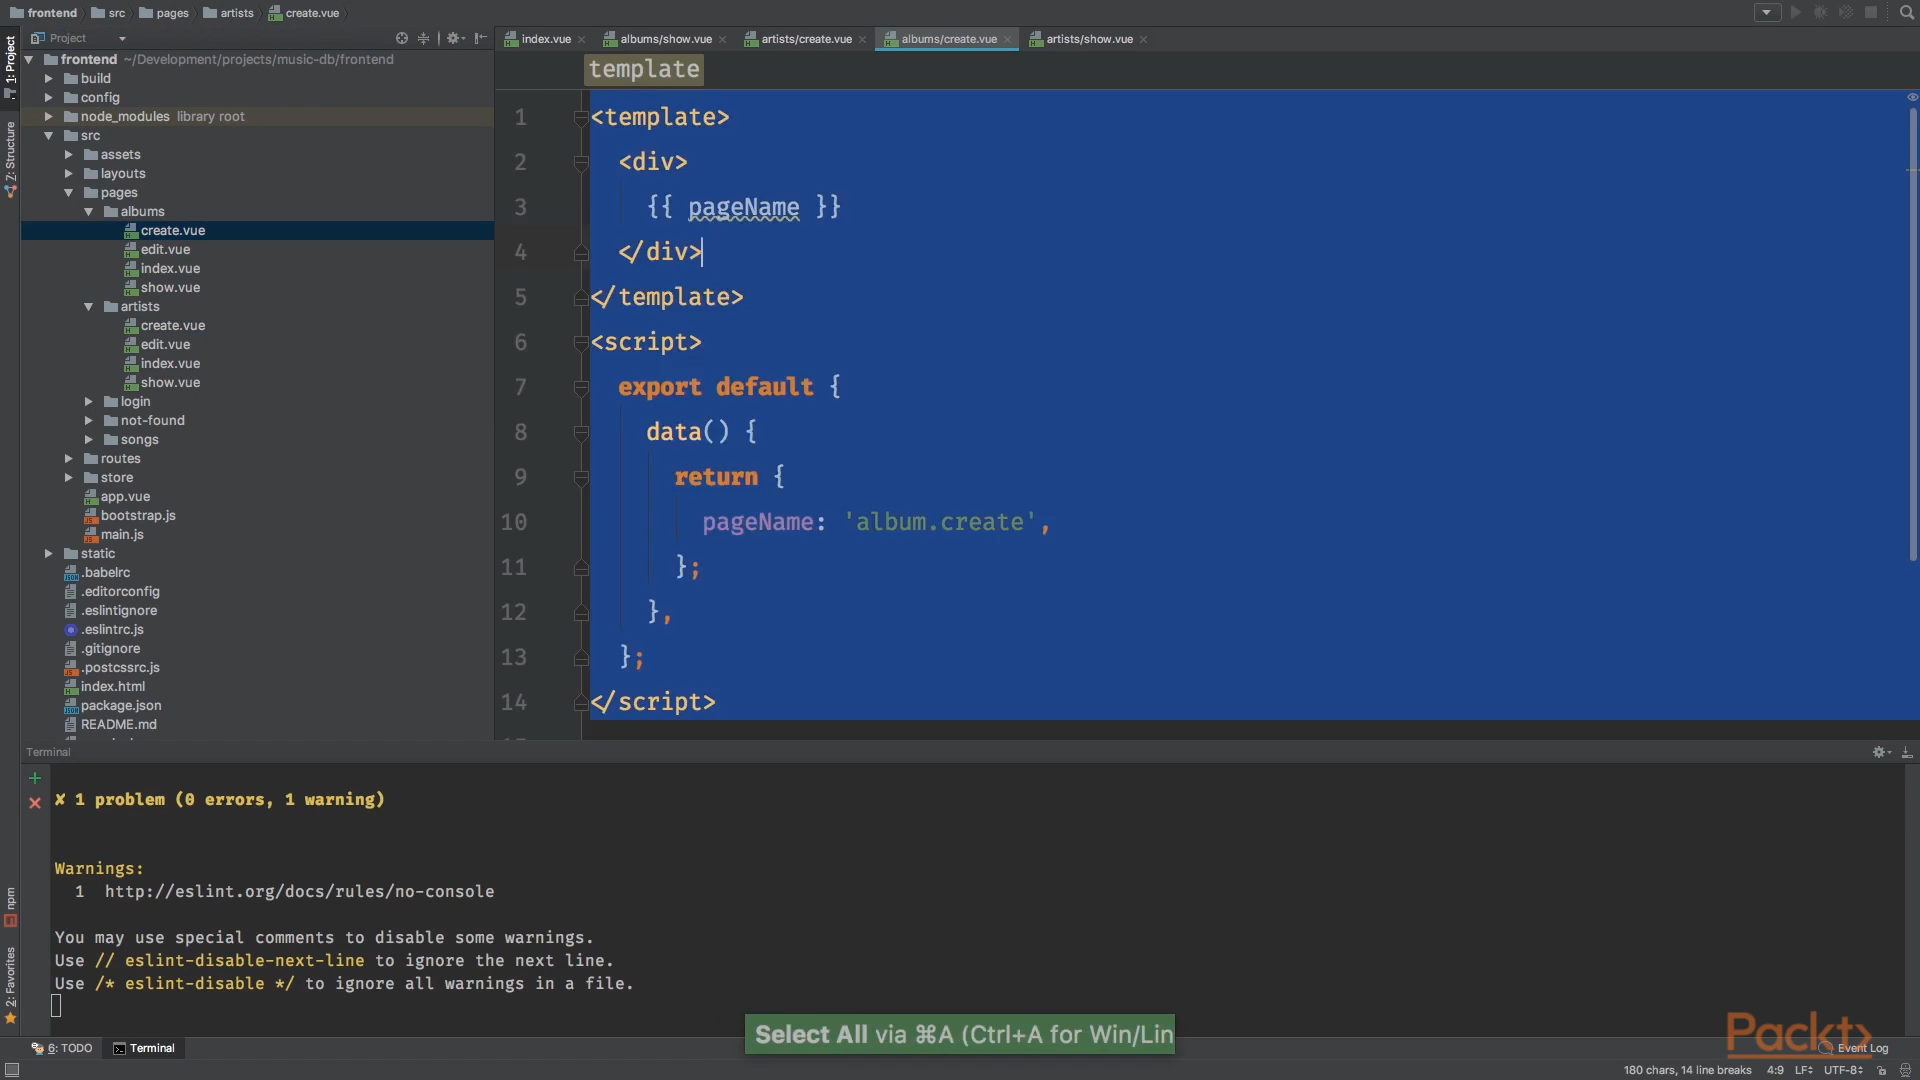 frontend src pages artists create.vue
Project
index.vue albums/show.vue artists/create.vue albums/create.vue artists/show.vue
1: Project
Z: Structure
npm
2: Favorites
frontend ~/Development/projects/music-db/frontend
build
config
node_modules library root
src
assets
layouts
pages
albums
create.vue
edit.vue
index.vue
show.vue
artists
create.vue
edit.vue
index.vue
show.vue
login
not-found
songs
routes
store
app.vue
bootstrap.js
main.js
static
.babelrc
.editorconfig
.eslintignore
.eslintrc.js
.gitignore
.postcssrc.js
index.html
package.json
README.md
template
1 <template>
2 <div>
3 {{ pageName }}
4 </div>
5 </template>
6 <script>
7 export default {
8 data() {
9 return {
10 pageName: 'album.create',
11 };
12 },
13 };
14 </script>
Terminal
✘ 1 problem (0 errors, 1 warning)
Warnings:
1 http://eslint.org/docs/rules/no-console
You may use special comments to disable some warnings.
Use // eslint-disable-next-line to ignore the next line.
Use /* eslint-disable */ to ignore all warnings in a file.
Select All via ⌘A (Ctrl+A for Win/Lin
Packt>
6: TODO Terminal
Event Log
180 chars, 14 line breaks 4:9 LF UTF-8